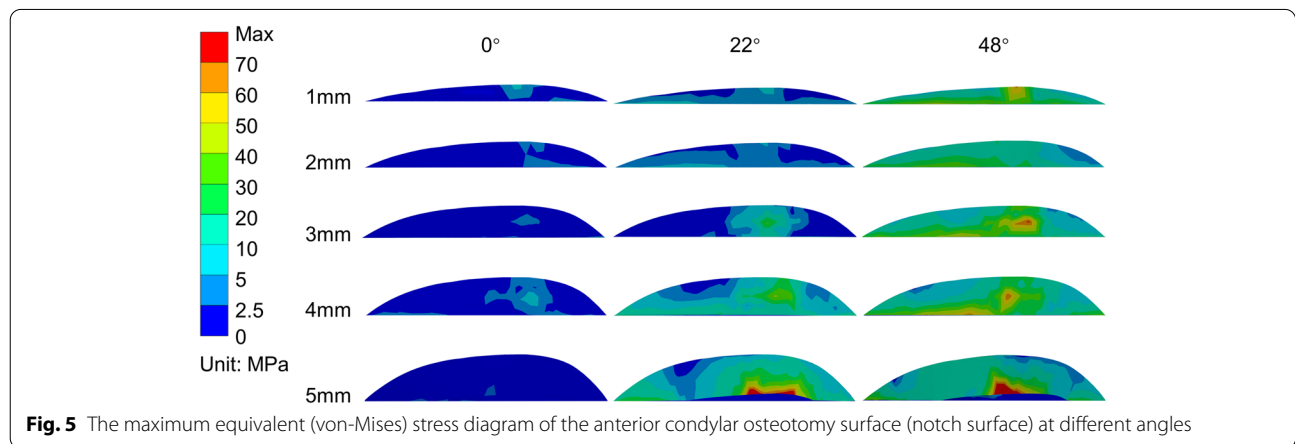 Max
70
60
50
40
30
20
10
5
2.5
0
Unit: MPa
0° 22° 48°
1mm
2mm
3mm
4mm
5mm
Fig. 5 The maximum equivalent (von-Mises) stress diagram of the anterior condylar osteotomy surface (notch surface) at different angles